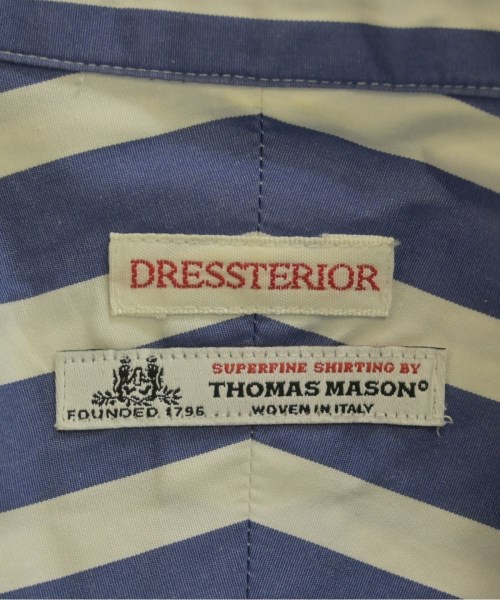 DRESSTERIOR
SUPERFINE SHIRTING BY
THOMAS MASON®
FOUNDED 1796
WOVEN IN ITALY